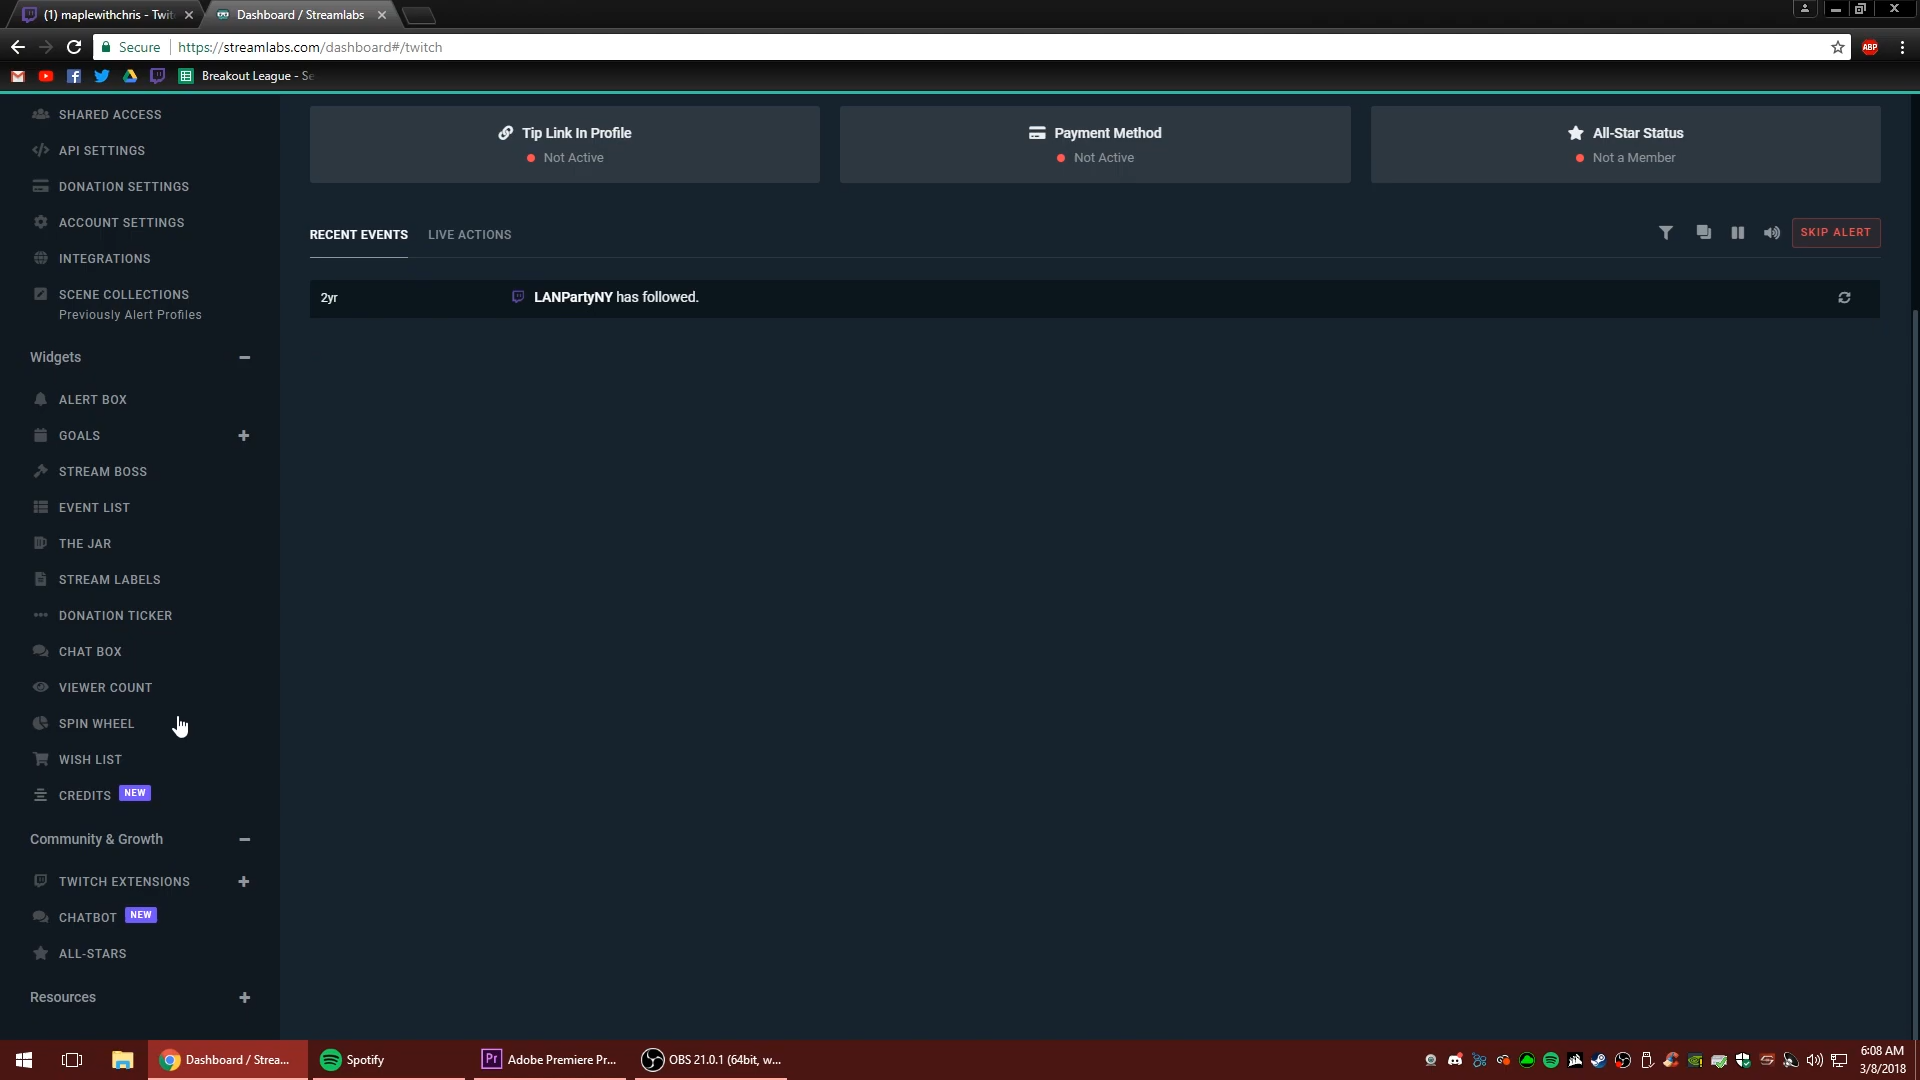 (1) maplewithchris - Twit
Dashboard / Streamlabs
Secure
https://streamlabs.com/dashboard#/twitch
ABP
Breakout League - Se
SHARED ACCESS
API SETTINGS
DONATION SETTINGS
ACCOUNT SETTINGS
INTEGRATIONS
SCENE COLLECTIONS
Previously Alert Profiles
Widgets
ALERT BOX
GOALS
STREAM BOSS
EVENT LIST
THE JAR
STREAM LABELS
DONATION TICKER
CHAT BOX
VIEWER COUNT
SPIN WHEEL
WISH LIST
CREDITS NEW
Community & Growth
TWITCH EXTENSIONS
CHATBOT NEW
ALL-STARS
Resources
Tip Link In Profile
Not Active
Payment Method
Not Active
All-Star Status
Not a Member
RECENT EVENTS
LIVE ACTIONS
SKIP ALERT
2yr
LANPartyNY has followed.
Dashboard / Strea...
Spotify
Pr
Adobe Premiere Pr...
OBS 21.0.1 (64bit, w...
6:08 AM
3/8/2018